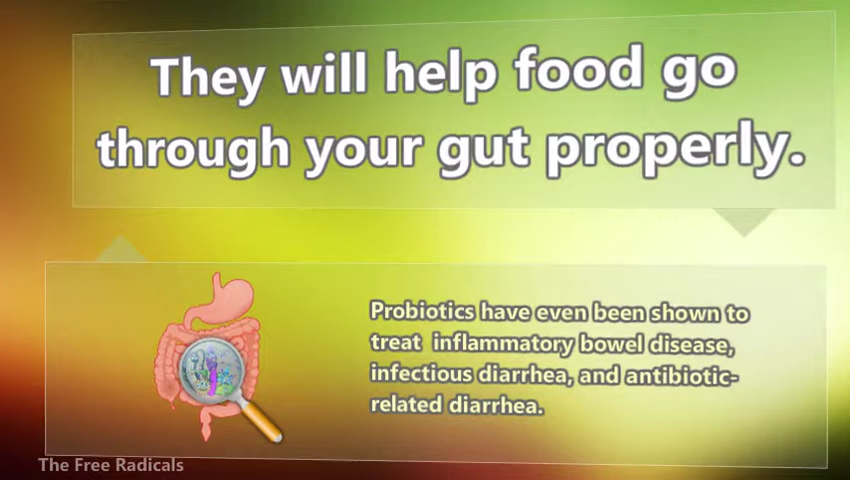 They will help food go
through your gut properly.
Probiotics have even been shown to
treat inflammatory bowel disease,
infectious diarrhea, and antibiotic-
related diarrhea.
The Free Radicals